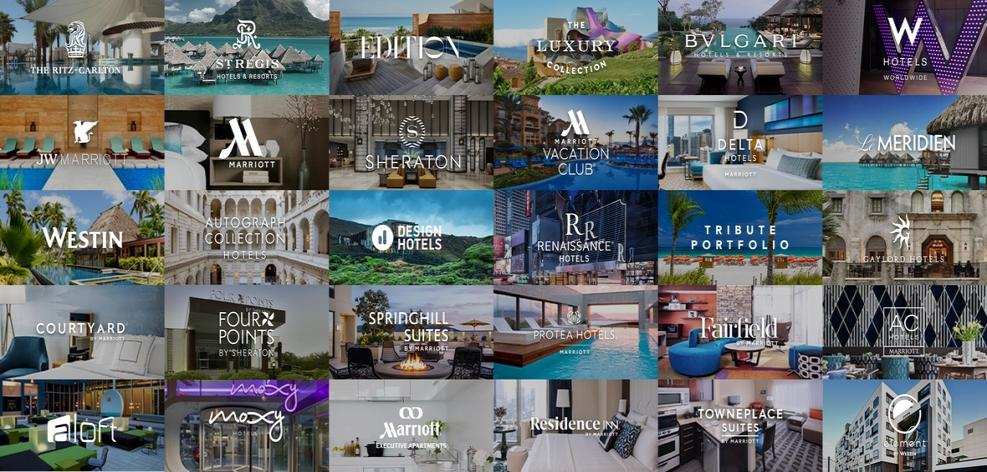 THE RITZ-CARLTON
STREGIS
HOTELS & RESORTS
EDITION
THE
LUXURY
COLLECTION
BVLGARI
HOTELS & RESORTS
W
HOTELS
WORLDWIDE
JW MARRIOTT
MARRIOTT
S
SHERATON
MARRIOTT
VACATION
CLUB
D
DELTA
HOTELS
MARRIOTT
Le MERIDIEN
WESTIN
AUTOGRAPH
COLLECTION
HOTELS
d DESIGN
HOTELS
R
RENAISSANCE
HOTELS
R
R
TRIBUTE
PORTFOLIO
GAYLORD HOTELS
COURTYARD
BY MARRIOTT
FOUR POINTS
FOUR
POINTS
BY SHERATON
SPRINGHILL
SUITES
BY MARRIOTT
PROTEA HOTELS
MARRIOTT
Fairfield
BY MARRIOTT
AC
HOTELS
MARRIOTT
aloft
moxy
moxy
HOTELS
Marriott
EXECUTIVE APARTMENTS
Residence INN
BY MARRIOTT
TOWNEPLACE
SUITES
BY MARRIOTT
e
element
BY WESTIN